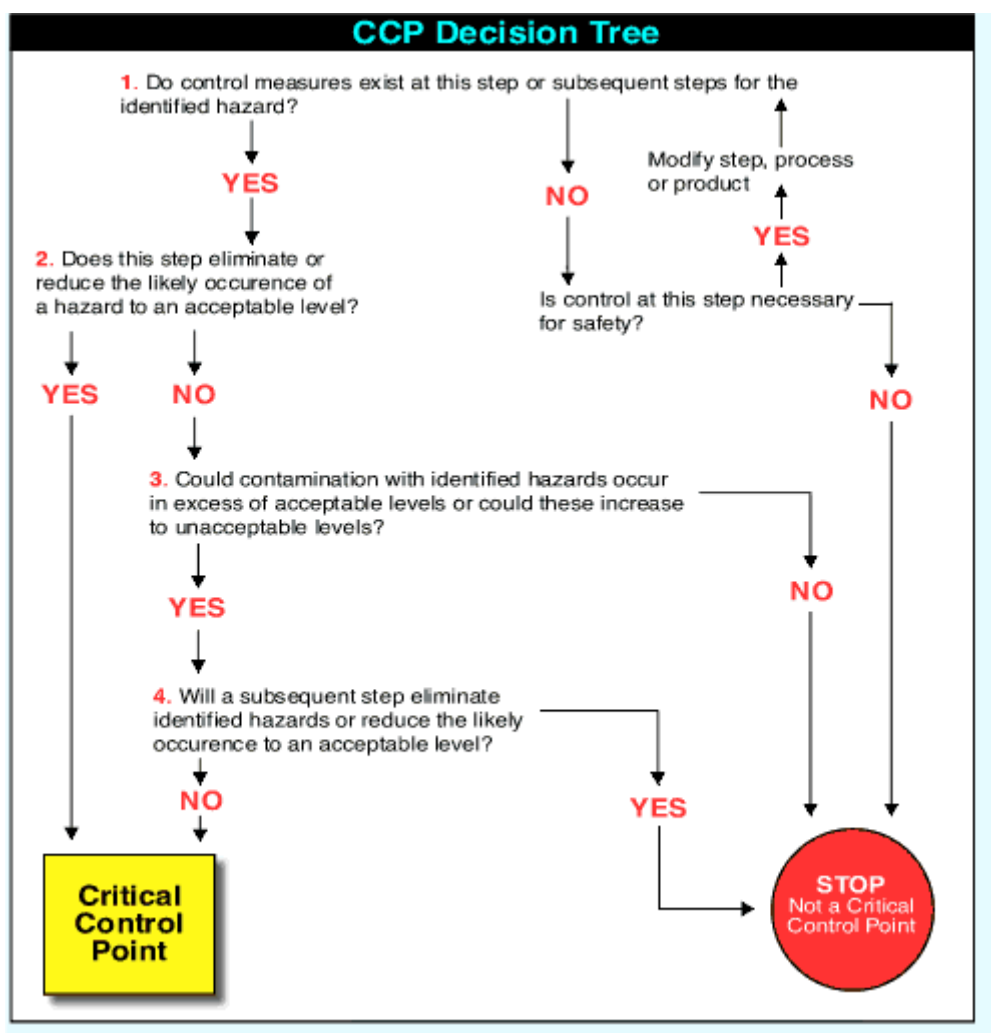 CCP Decision Tree
1. Do control measures exist at this step or subsequent steps for the
identified hazard?
YES
NO
Modify step, process
or product
YES
Is control at this step necessary
for safety?
NO
2. Does this step eliminate or
reduce the likely occurence of
a hazard to an acceptable level?
YES
NO
3. Could contamination with identified hazards occur
in excess of acceptable levels or could these increase
to unacceptable levels?
YES
NO
4. Will a subsequent step eliminate
identified hazards or reduce the likely
occurence to an acceptable level?
NO
YES
Critical
Control
Point
STOP
Not a Critical
Control Point